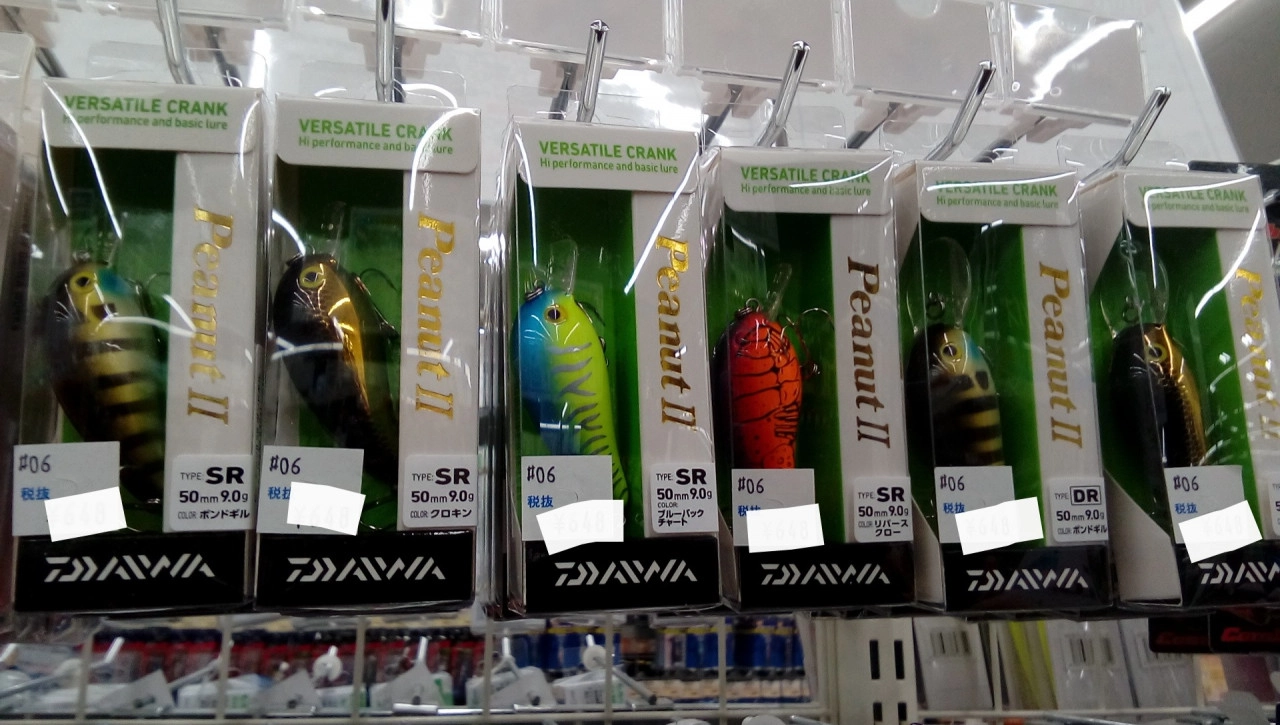 VERSATILE CRANK
Hi performance and basic lure
Peanut II
#06
税抜
TYPE: SR
50mm 9.0g
COLOR: ボンドギル
DAIWA
VERSATILE CRANK
Hi performance and basic lure
Peanut II
#06
税抜
TYPE: SR
50mm 9.0g
COLOR: クロキン
DAIWA
VERSATILE CRANK
Hi performance and basic lure
Peanut II
#06
税抜
TYPE: SR
50mm 9.0g
COLOR:
ブルーバック
チャート
DAIWA
VERSATILE CRANK
Hi performance and basic lure
Peanut II
#06
税抜
TYPE: SR
50mm 9.0g
COLOR: リバース
クロー
DAIWA
VERSATILE CRANK
Hi performance and basic lure
Peanut II
#06
税抜
TYPE: DR
50mm 9.0g
COLOR: ボンドギル
DAIWA
VERSATILE CRANK
Hi performance and basic lure
Peanut II
#06
税抜
DAIWA